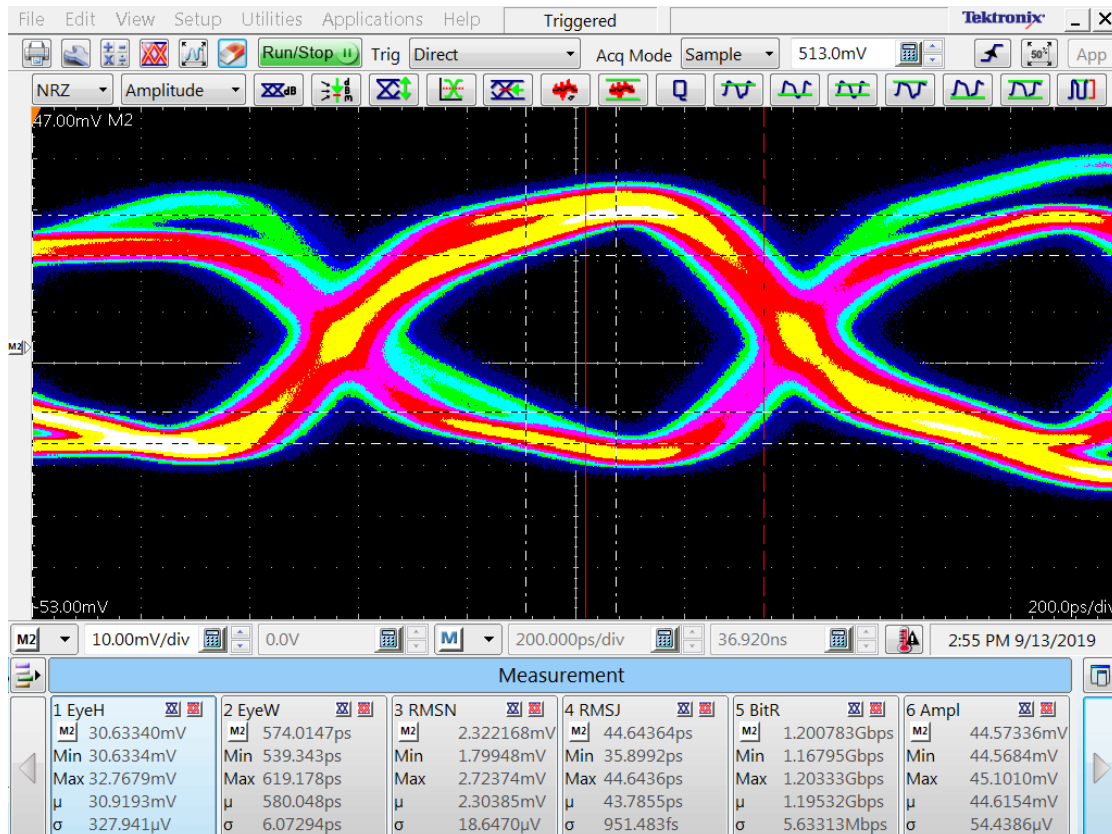 File Edit View Setup Utilities Applications Help Triggered Tektronix
Run/Stop Trig Direct Acq Mode Sample 513.0mV 50% App
NRZ Amplitude dB Q
47.00mV M2
M2
-53.00mV 200.0ps/div
M2 10.00mV/div 0.0V M 200.000ps/div 36.920ns 2:55 PM 9/13/2019
Measurement
1 EyeH 2 EyeW 3 RMSN 4 RMSJ 5 BitR 6 Ampl
M2 30.63340mV M2 574.0147ps M2 2.322168mV M2 44.64364ps M2 1.200783Gbps M2 44.57336mV
Min 30.6334mV Min 539.343ps Min 1.79948mV Min 35.8992ps Min 1.16795Gbps Min 44.5684mV
Max 32.7679mV Max 619.178ps Max 2.72374mV Max 44.6436ps Max 1.20333Gbps Max 45.1010mV
µ 30.9193mV µ 580.048ps µ 2.30385mV µ 43.7855ps µ 1.19532Gbps µ 44.6154mV
σ 327.941µV σ 6.07294ps σ 18.6470µV σ 951.483fs σ 5.63313Mbps σ 54.4386µV